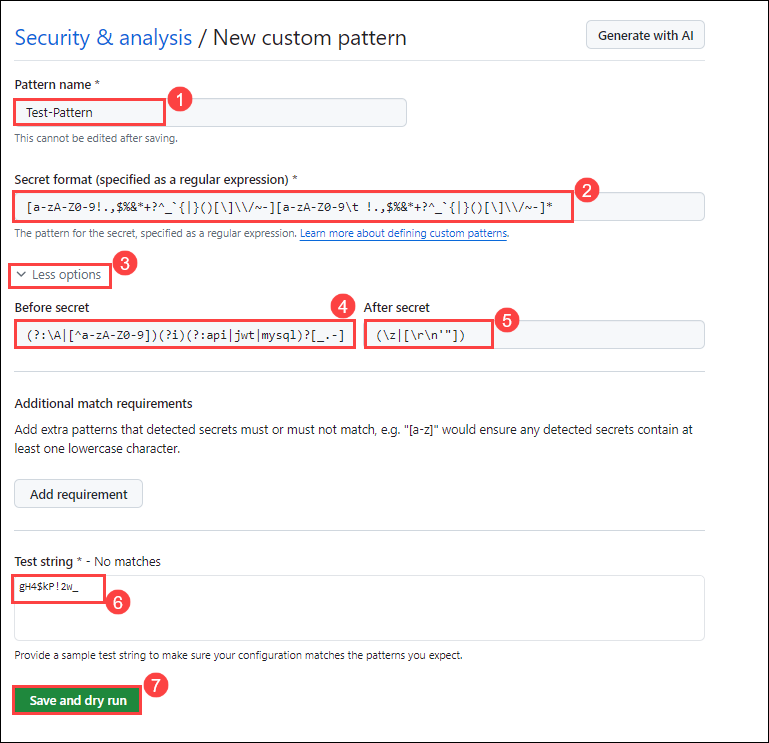 Security & analysis / New custom pattern
Generate with AI
Pattern name *
1
Test-Pattern
This cannot be edited after saving.
Secret format (specified as a regular expression) *
2
[a-zA-Z0-9!.,$%&*+?^_`{|}()[\]\\/~-][a-zA-Z0-9\t !.,$%&*+?^_`{|}()[\]\\/~-]*
The pattern for the secret, specified as a regular expression. Learn more about defining custom patterns.
3
Less options
Before secret
4
After secret
5
(?:\A|[^a-zA-Z0-9])(?i)(?:api|jwt|mysql)?[_.-]
(\z|[\r\n'"])
Additional match requirements
Add extra patterns that detected secrets must or must not match, e.g. "[a-z]" would ensure any detected secrets contain at
least one lowercase character.
Add requirement
Test string * - No matches
gH4$kP!2w_
6
Provide a sample test string to make sure your configuration matches the patterns you expect.
7
Save and dry run